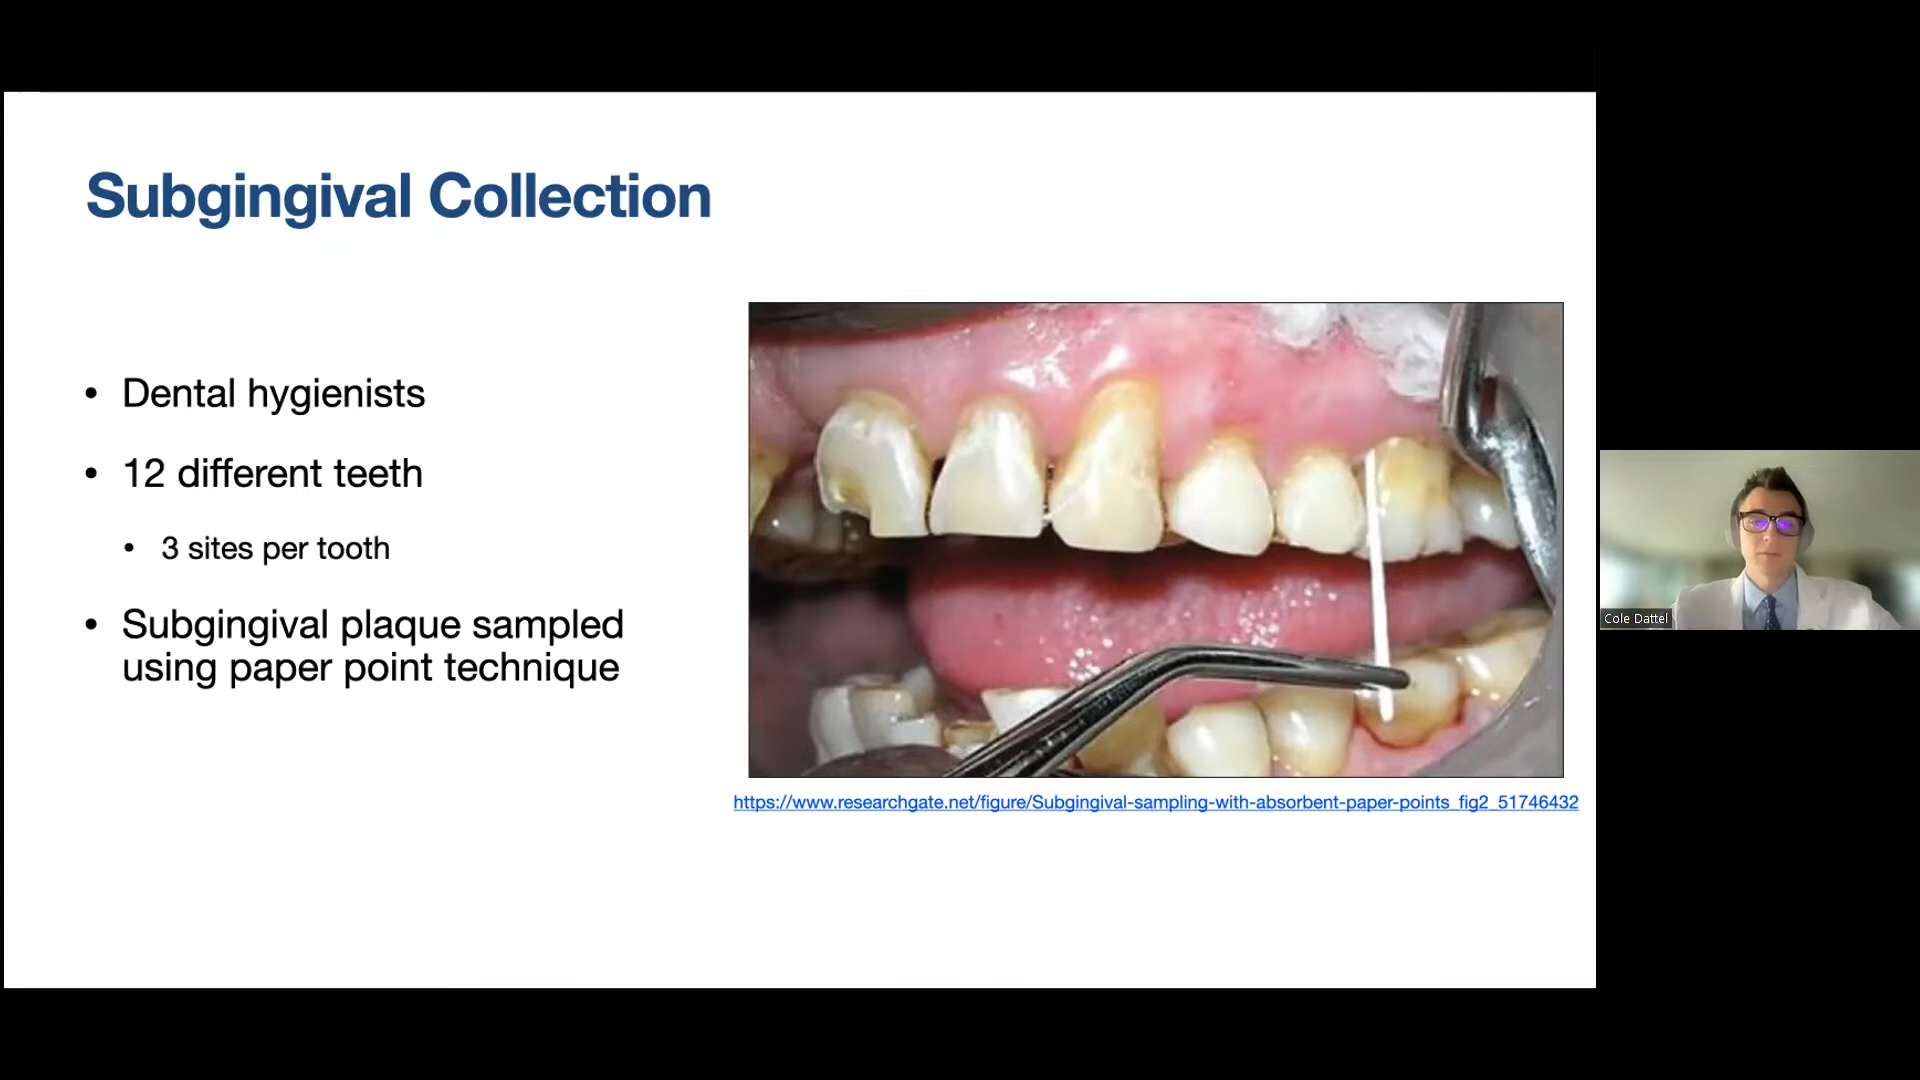 Subgingival Collection
• Dental hygienists
• 12 different teeth
• 3 sites per tooth
• Subgingival plaque sampled
using paper point technique
https://www.researchgate.net/figure/Subgingival-sampling-with-absorbent-paper-points_fig2_51746432
Cole Dattel